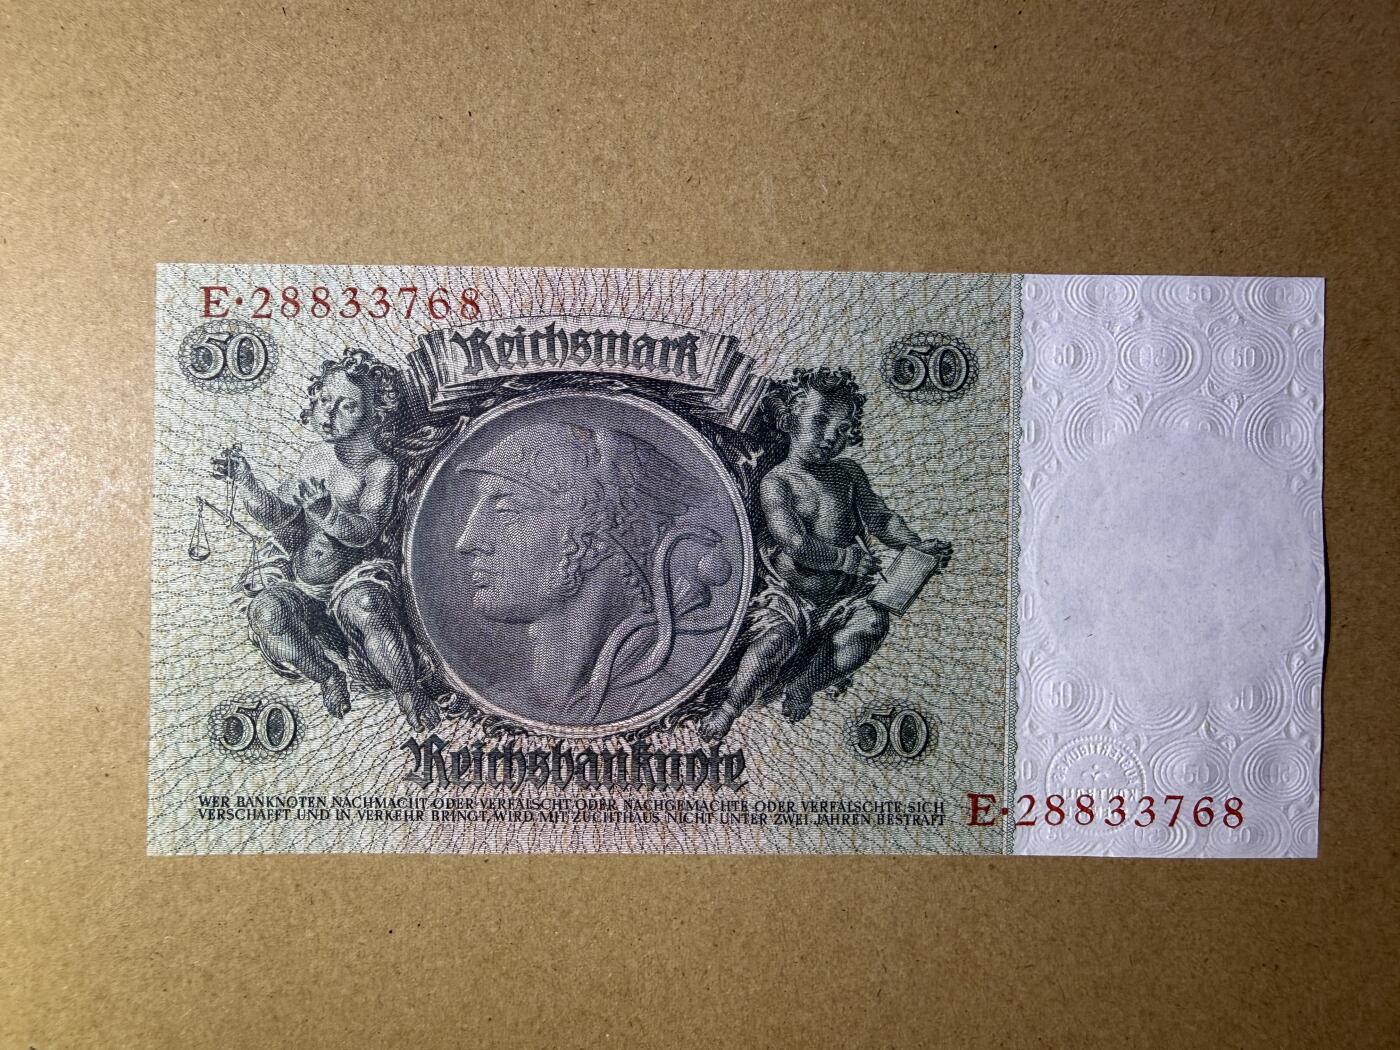 E·28833768
50
Reichsmark
50
50
Reichsbanknote
50
WER BANKNOTEN NACHMACHT ODER VERFÄLSCHT ODER NACHGEMACHTE ODER VERFÄLSCHTE SICH
VERSCHAFFT UND IN VERKEHR BRINGT, WIRD MIT ZUCHTHAUS NICHT UNTER ZWEI JAHREN BESTRAFT
E·28833768